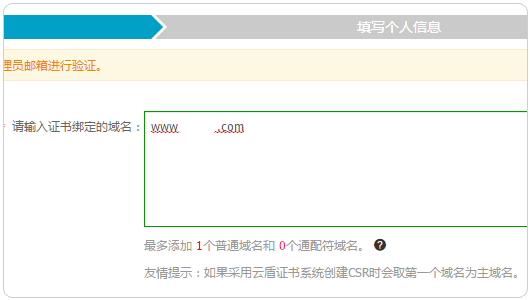 填写个人信息
理员邮箱进行验证。
* 请输入证书绑定的域名：
www .com
最多添加 1个普通域名和 0个通配符域名。 ?
友情提示：如果采用云盾证书系统创建CSR时会取第一个域名为主域名。